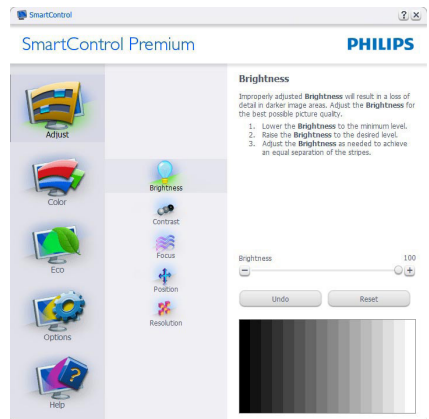 SmartControl
SmartControl Premium
PHILIPS
Adjust
Color
Eco
Options
Help
Brightness
Contrast
Focus
Position
Resolution
Brightness
Improperly adjusted Brightness will result in a loss of
detail in darker image areas. Adjust the Brightness for
the best possible picture quality.
1. Lower the Brightness to the minimum level.
2. Raise the Brightness to the desired level.
3. Adjust the Brightness as needed to achieve
an equal separation of the stripes.
Brightness 100
Undo Reset